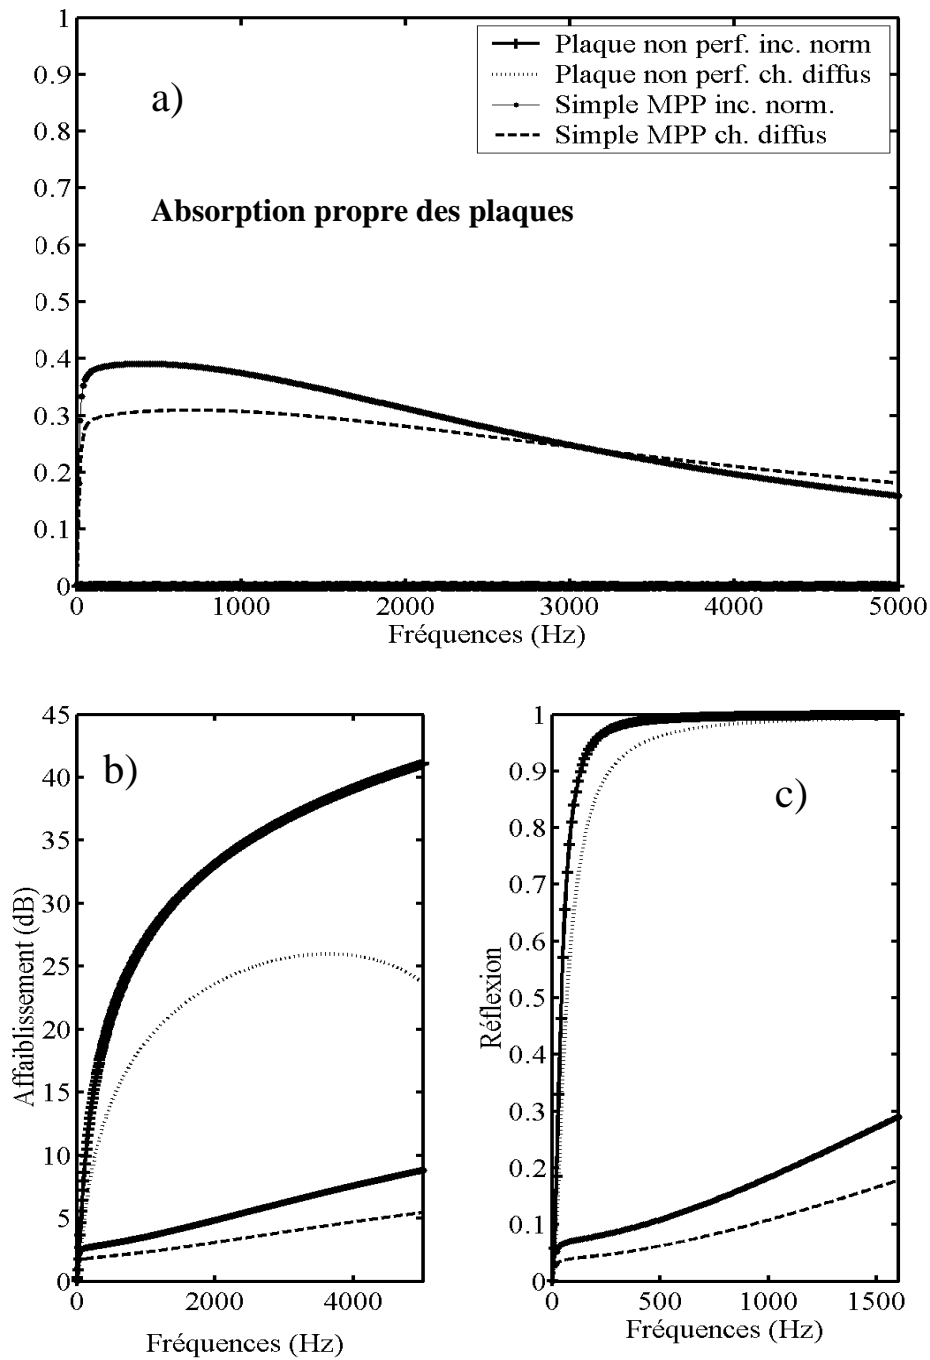 1
0.9
0.8
0.7
0.6
0.5
0.4
0.3
0.2
0.1
0
a)
Plaque non perf. inc. norm
Plaque non perf. ch. diffus
Simple MPP inc. norm.
Simple MPP ch. diffus
Absorption propre des plaques
0 1000 2000 3000 4000 5000
Fréquences (Hz)
45
40
35
30
25
20
15
10
5
0
b)
Affaiblissement (dB)
0 2000 4000
Fréquences (Hz)
1
0.9
0.8
0.7
0.6
0.5
0.4
0.3
0.2
0.1
0
c)
Réflexion
0 500 1000 1500
Fréquences (Hz)